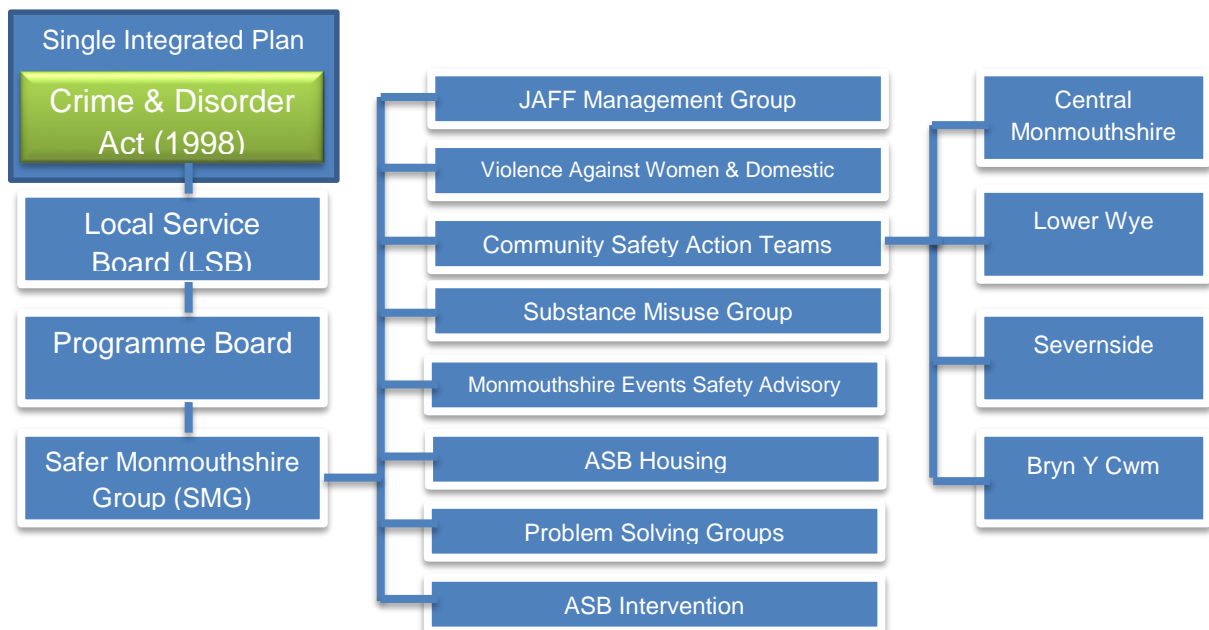 Single Integrated Plan
Crime & Disorder
Act (1998)
Local Service
Board (LSB)
Programme Board
Safer Monmouthshire
Group (SMG)
JAFF Management Group
Violence Against Women & Domestic
Community Safety Action Teams
Substance Misuse Group
Monmouthshire Events Safety Advisory
ASB Housing
Problem Solving Groups
ASB Intervention
Central
Monmouthshire
Lower Wye
Severnside
Bryn Y Cwm